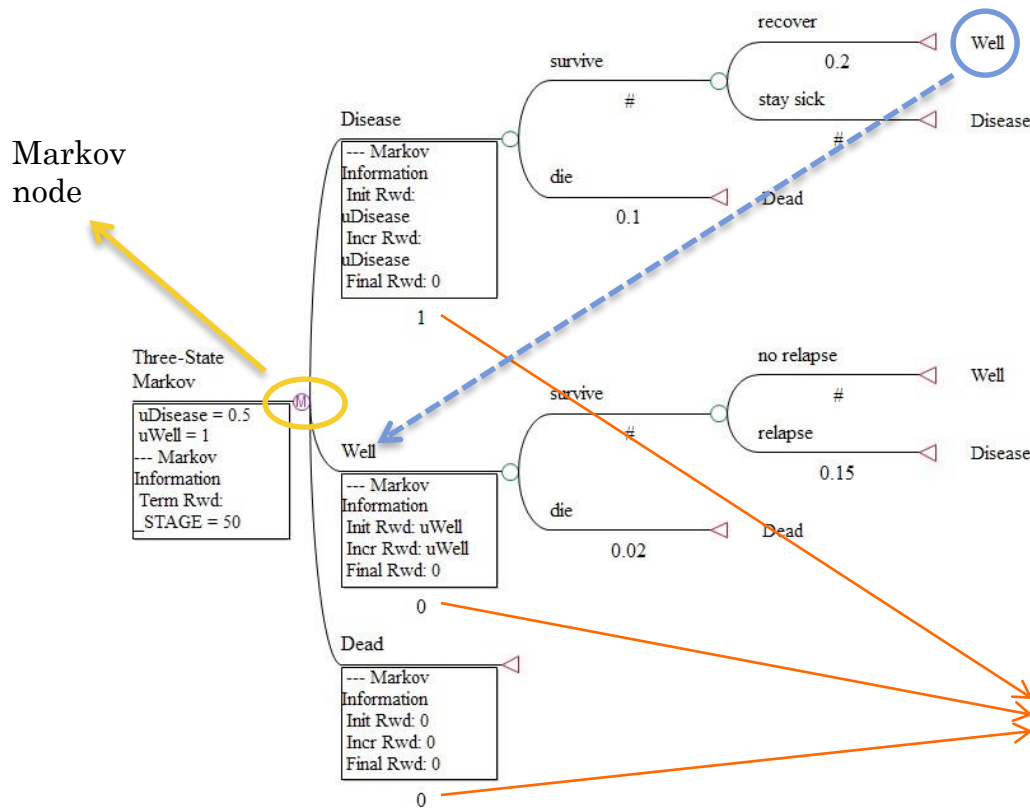 recover
Well
0.2
survive
#
stay sick
Disease
#
Disease
--- Markov
Information
Init Rwd:
uDisease
Incr Rwd:
uDisease
Final Rwd: 0
1
die
Dead
0.1
Markov
node
Three-State
Markov
M
uDisease = 0.5
uWell = 1
--- Markov
Information
Term Rwd:
_STAGE = 50
no relapse
Well
#
survive
#
relapse
Disease
0.15
Well
--- Markov
Information
Init Rwd: uWell
Incr Rwd: uWell
Final Rwd: 0
0
die
Dead
0.02
Dead
--- Markov
Information
Init Rwd: 0
Incr Rwd: 0
Final Rwd: 0
0